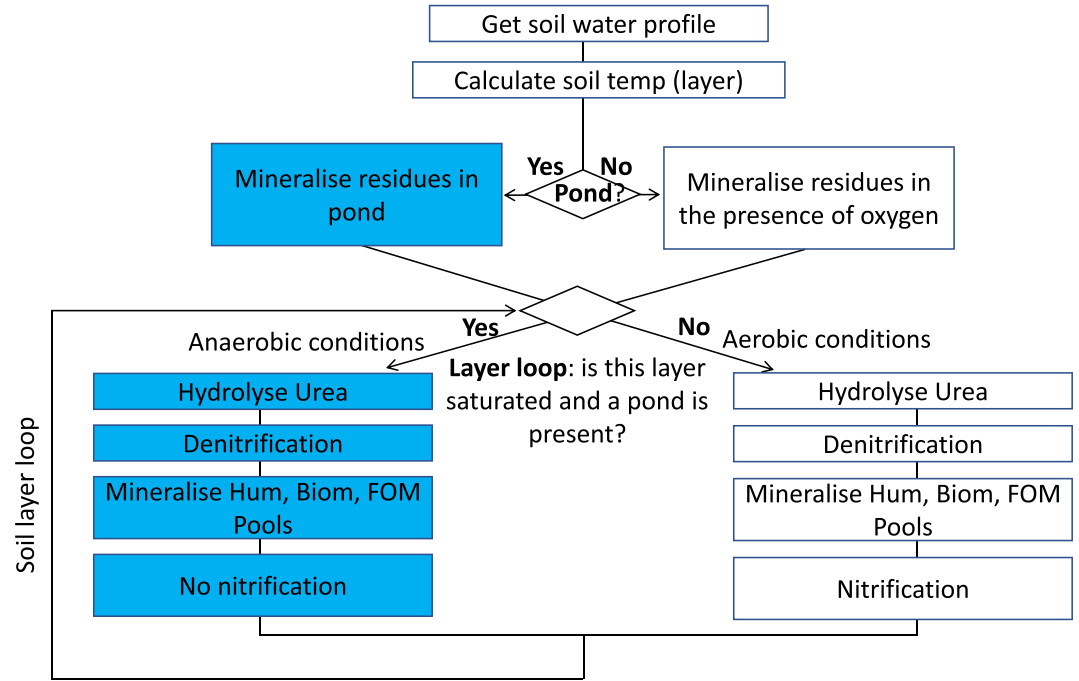 Get soil water profile
Calculate soil temp (layer)
Yes
No
Pond?
Mineralise residues in
pond
Mineralise residues in
the presence of oxygen
Yes
No
Anaerobic conditions
Aerobic conditions
Layer loop: is this layer
saturated and a pond is
present?
Hydrolyse Urea
Denitrification
Mineralise Hum, Biom, FOM
Pools
No nitrification
Hydrolyse Urea
Denitrification
Mineralise Hum, Biom, FOM
Pools
Nitrification
Soil layer loop